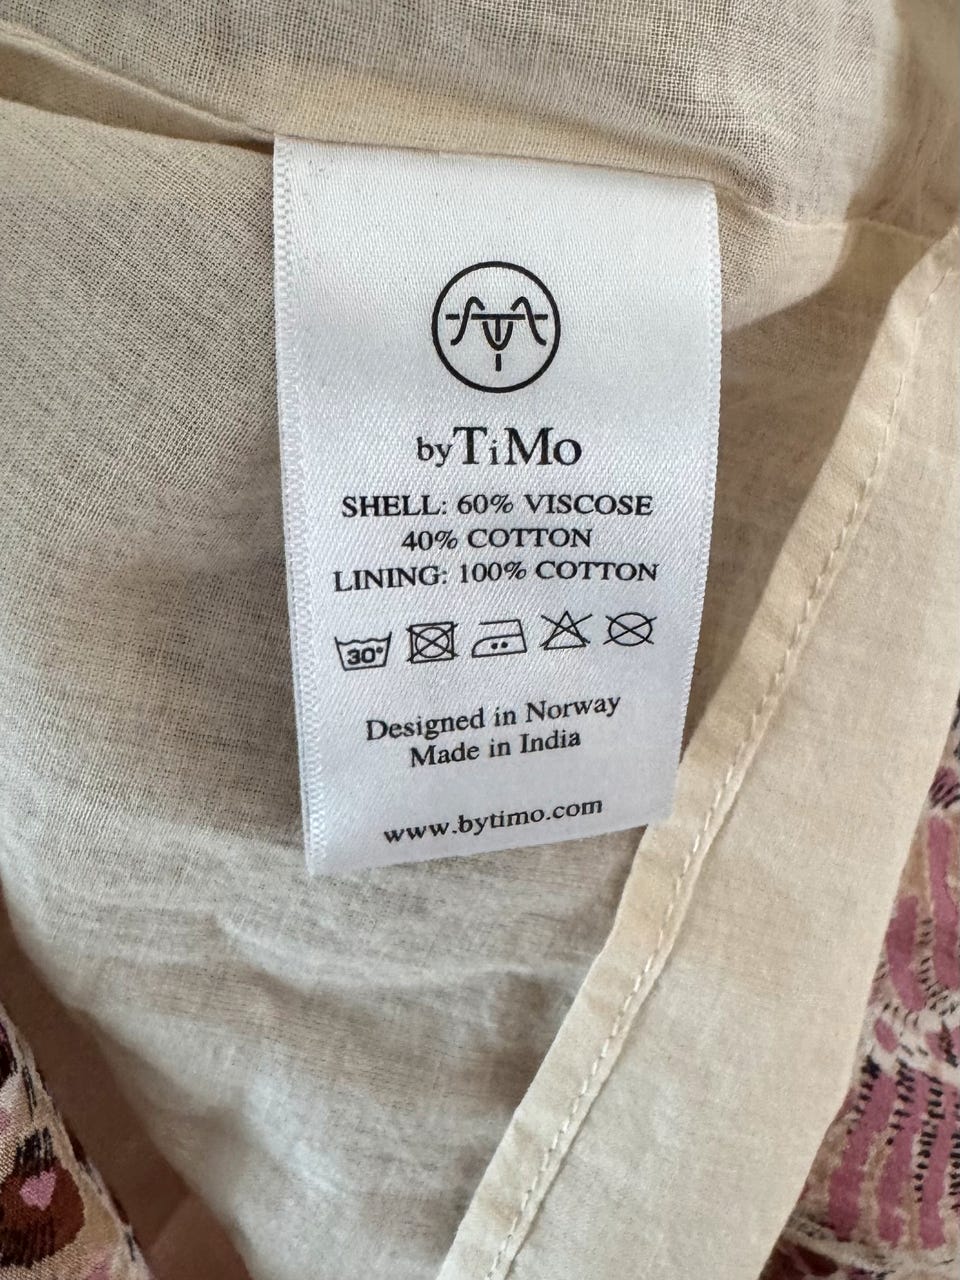 byTiMo
SHELL: 60% VISCOSE
40% COTTON
LINING: 100% COTTON
30°
Designed in Norway
Made in India
www.bytimo.com